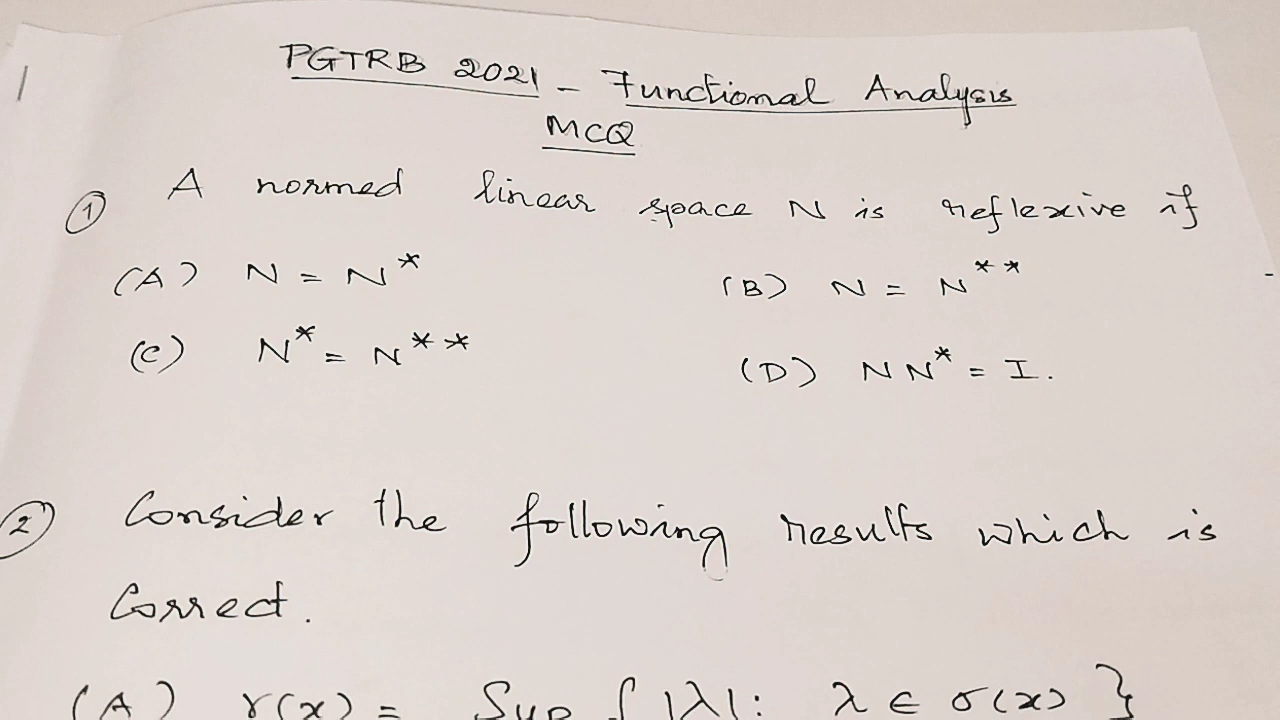 PGTRB 2021 - Functional Analysis
MCQ
① A normed linear space N is reflexive if
(A) N = N* (B) N = N**
(C) N* = N** (D) NN* = I.
② Consider the following results which is
Correct.
(A) r(x) = Sup { |λ| : λ ∈ σ(x) }